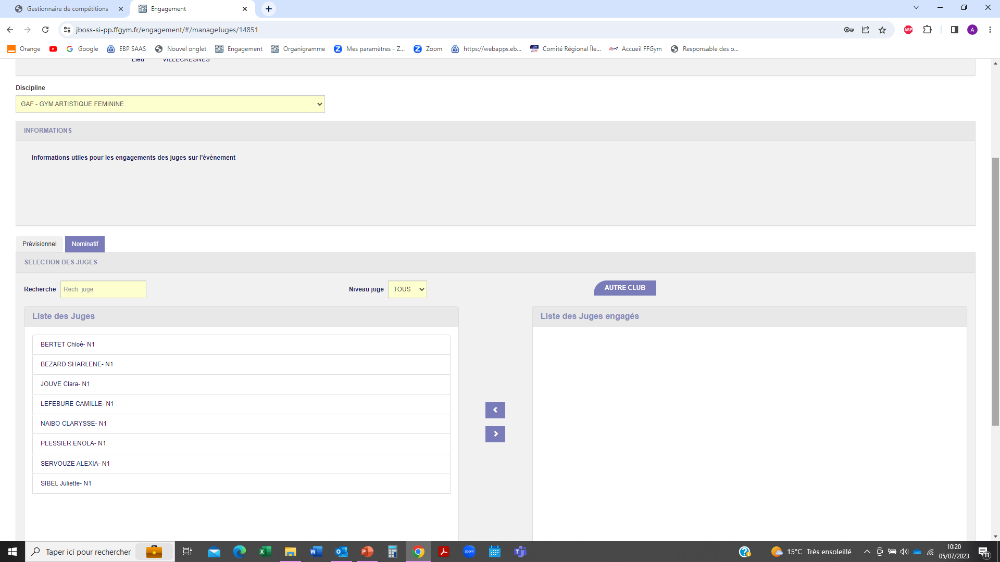 Gestionnaire de compétitions
Engagement
jboss-si-pp.ffgym.fr/engagement/#/manageJuges/14851
ABP
A
Orange
Google
EBP SAAS
Nouvel onglet
Engagement
Organigramme
Mes paramètres - Z...
Zoom
https://webapps.eb...
Comité Régional Île...
Accueil FFGym
Responsable des o...
Lieu VILLECRESNES
Discipline
GAF - GYM ARTISTIQUE FEMININE
INFORMATIONS
Informations utiles pour les engagements des juges sur l'évènement
Prévisionnel
Nominatif
SELECTION DES JUGES
Recherche Rech. juge
Niveau juge TOUS
AUTRE CLUB
Liste des Juges
BERTET Chloé- N1
BEZARD SHARLENE- N1
JOUVE Clara- N1
LEFEBURE CAMILLE- N1
NAIBO CLARYSSE- N1
PLESSIER ENOLA- N1
SERVOUZE ALEXIA- N1
SIBEL Juliette- N1
Liste des Juges engagés
Taper ici pour rechercher
zoom
15°C Très ensoleillé
10:20
05/07/2023
11